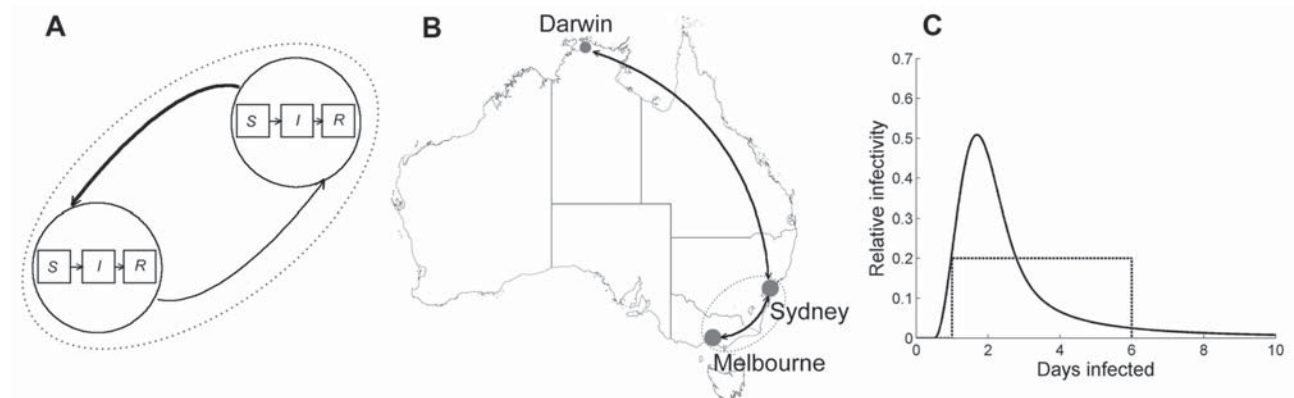 A
S I R
S I R
B
Darwin
Sydney
Melbourne
C
Relative infectivity
0.7
0.6
0.5
0.4
0.3
0.2
0.1
0
0 2 4 6 8 10
Days infected